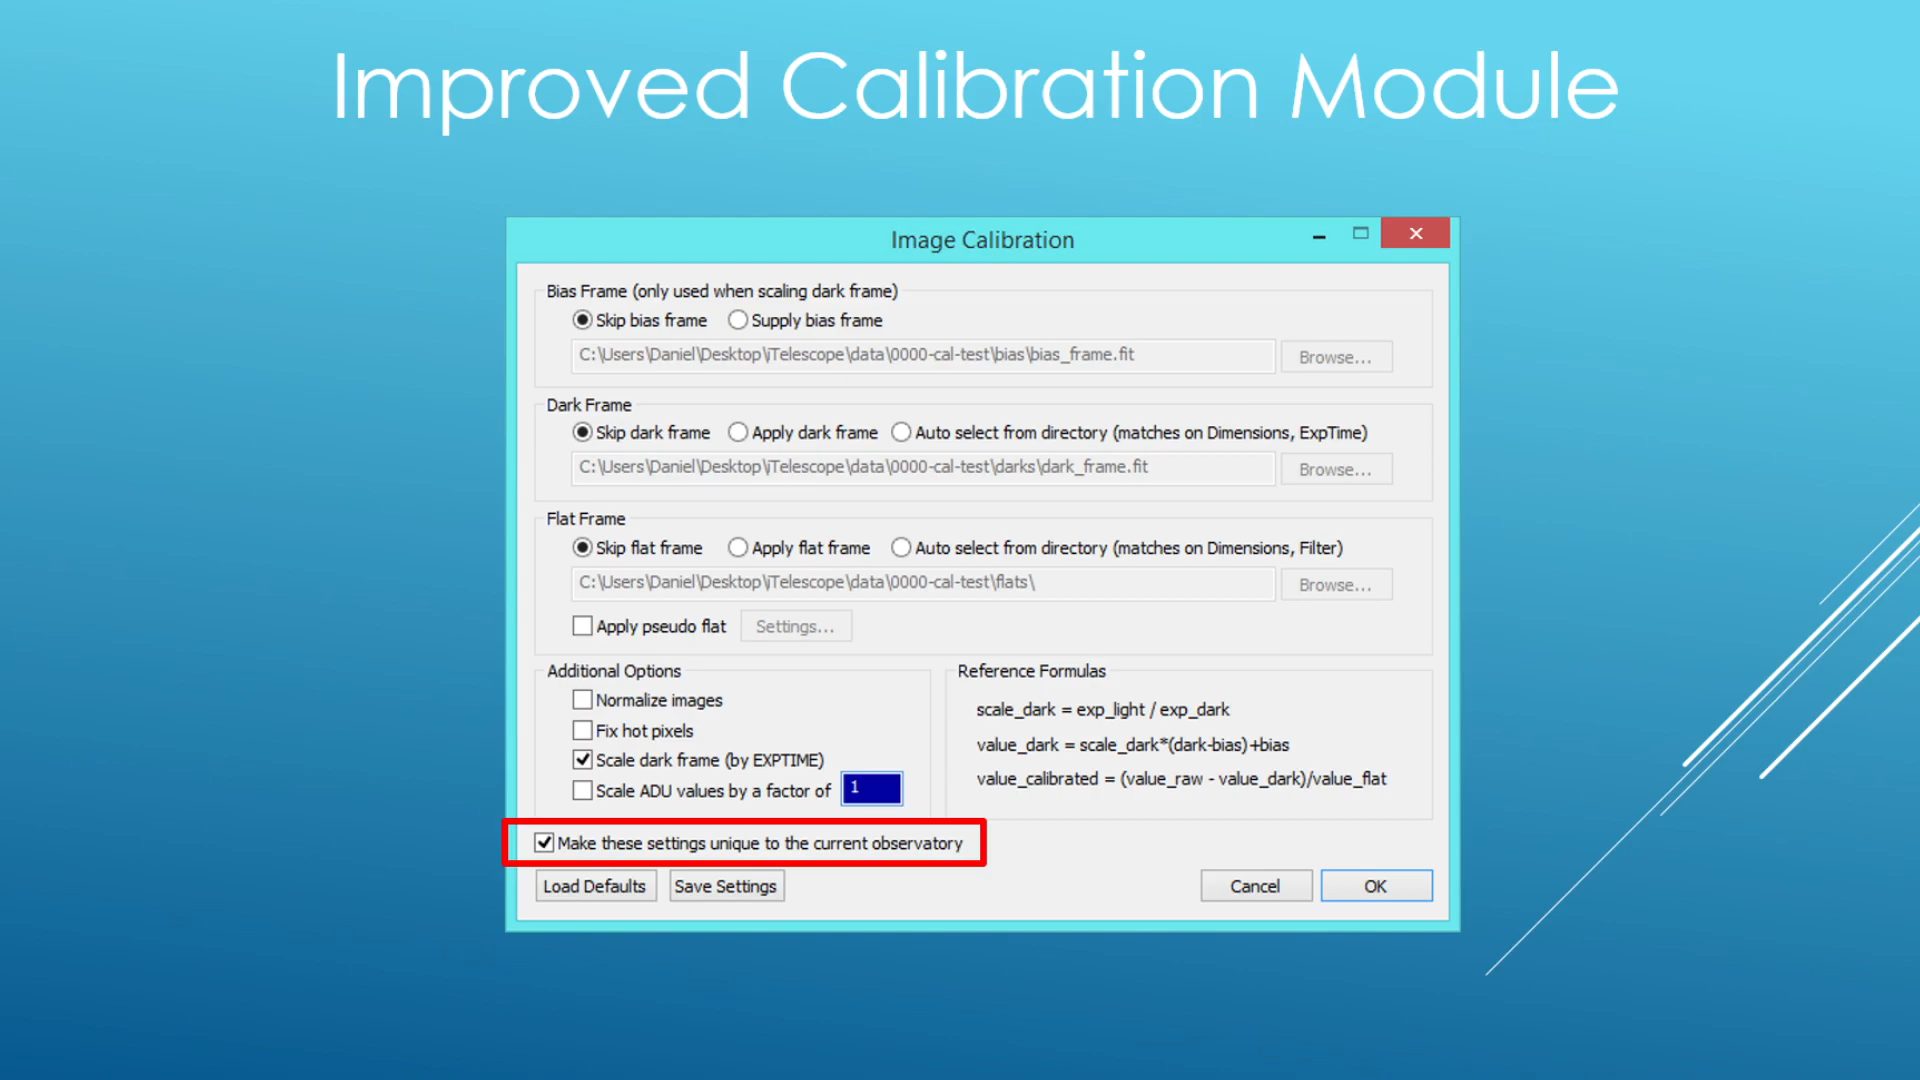 Improved Calibration Module
Image Calibration
Bias Frame (only used when scaling dark frame)
Skip bias frame Supply bias frame
C:\Users\Daniel\Desktop\iTelescope\data\0000-cal-test\bias\bias_frame.fit Browse...
Dark Frame
Skip dark frame Apply dark frame Auto select from directory (matches on Dimensions, ExpTime)
C:\Users\Daniel\Desktop\iTelescope\data\0000-cal-test\darks\dark_frame.fit Browse...
Flat Frame
Skip flat frame Apply flat frame Auto select from directory (matches on Dimensions, Filter)
C:\Users\Daniel\Desktop\iTelescope\data\0000-cal-test\flats\ Browse...
Apply pseudo flat Settings...
Additional Options
Normalize images
Fix hot pixels
Scale dark frame (by EXPTIME)
Scale ADU values by a factor of 1
Reference Formulas
scale_dark = exp_light / exp_dark
value_dark = scale_dark*(dark-bias)+bias
value_calibrated = (value_raw - value_dark)/value_flat
Make these settings unique to the current observatory
Load Defaults Save Settings Cancel OK